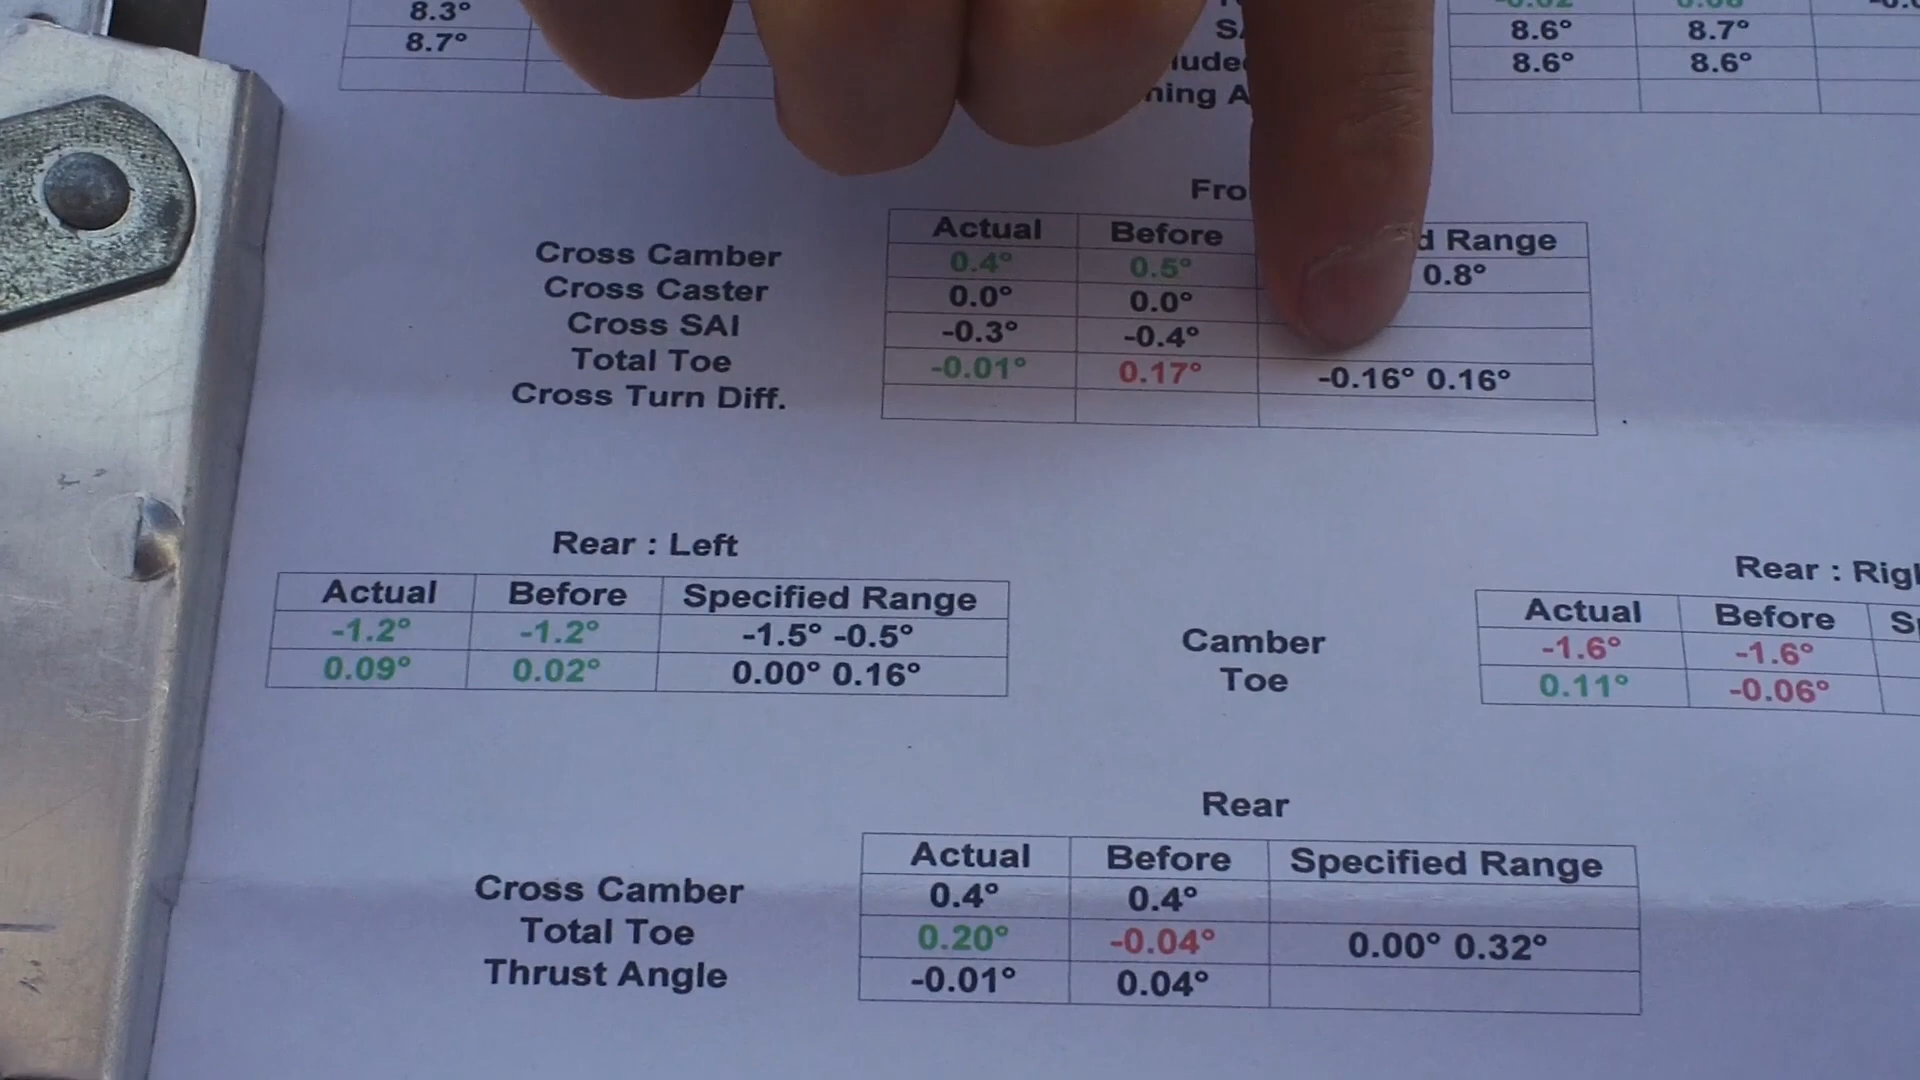 8.3°
8.7°
8.6° 8.7°
8.6° 8.6°
Actual Before Range
Cross Camber 0.4° 0.5° 0.8°
Cross Caster 0.0° 0.0°
Cross SAI -0.3° -0.4°
Total Toe -0.01° 0.17° -0.16° 0.16°
Cross Turn Diff.
Rear : Left
Actual Before Specified Range
-1.2° -1.2° -1.5° -0.5°
0.09° 0.02° 0.00° 0.16°
Camber
Toe
Rear :
Actual Before
-1.6° -1.6°
0.11° -0.06°
Rear
Actual Before Specified Range
Cross Camber 0.4° 0.4°
Total Toe 0.20° -0.04° 0.00° 0.32°
Thrust Angle -0.01° 0.04°